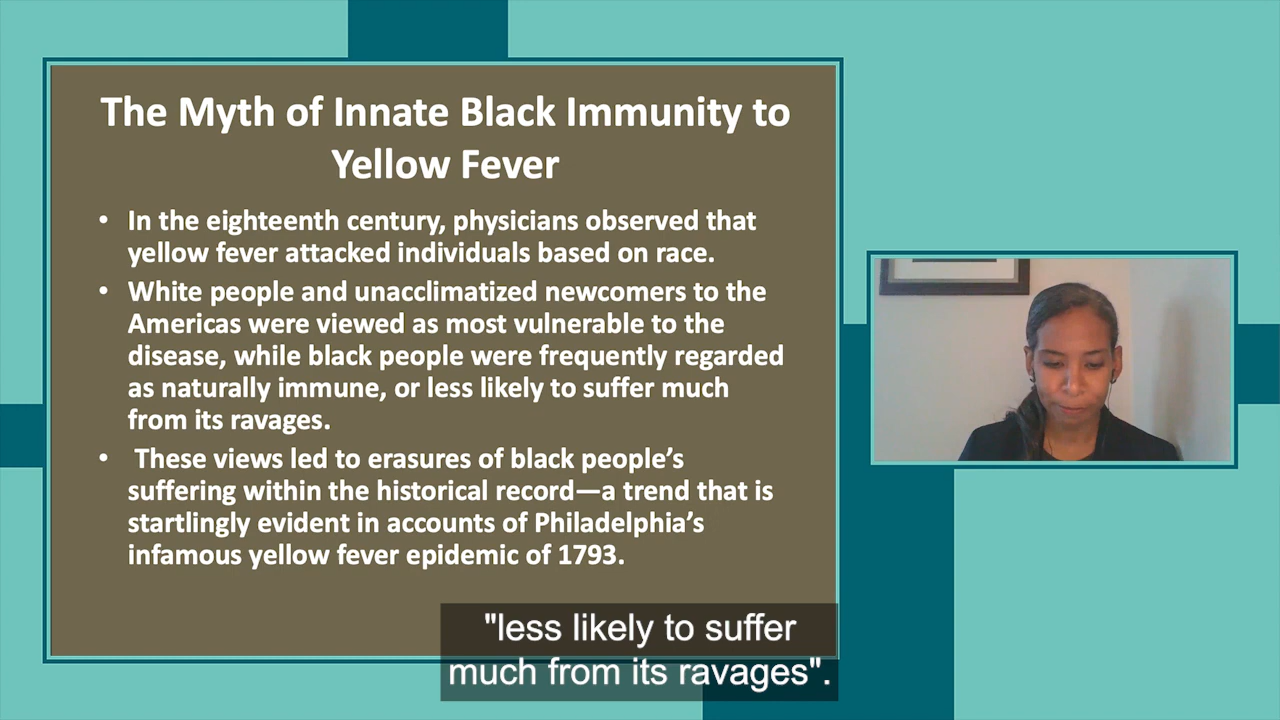 The Myth of Innate Black Immunity to
Yellow Fever
• In the eighteenth century, physicians observed that
yellow fever attacked individuals based on race.
• White people and unacclimatized newcomers to the
Americas were viewed as most vulnerable to the
disease, while black people were frequently regarded
as naturally immune, or less likely to suffer much
from its ravages.
• These views led to erasures of black people’s
suffering within the historical record—a trend that is
startlingly evident in accounts of Philadelphia’s
infamous yellow fever epidemic of 1793.
"less likely to suffer
much from its ravages".